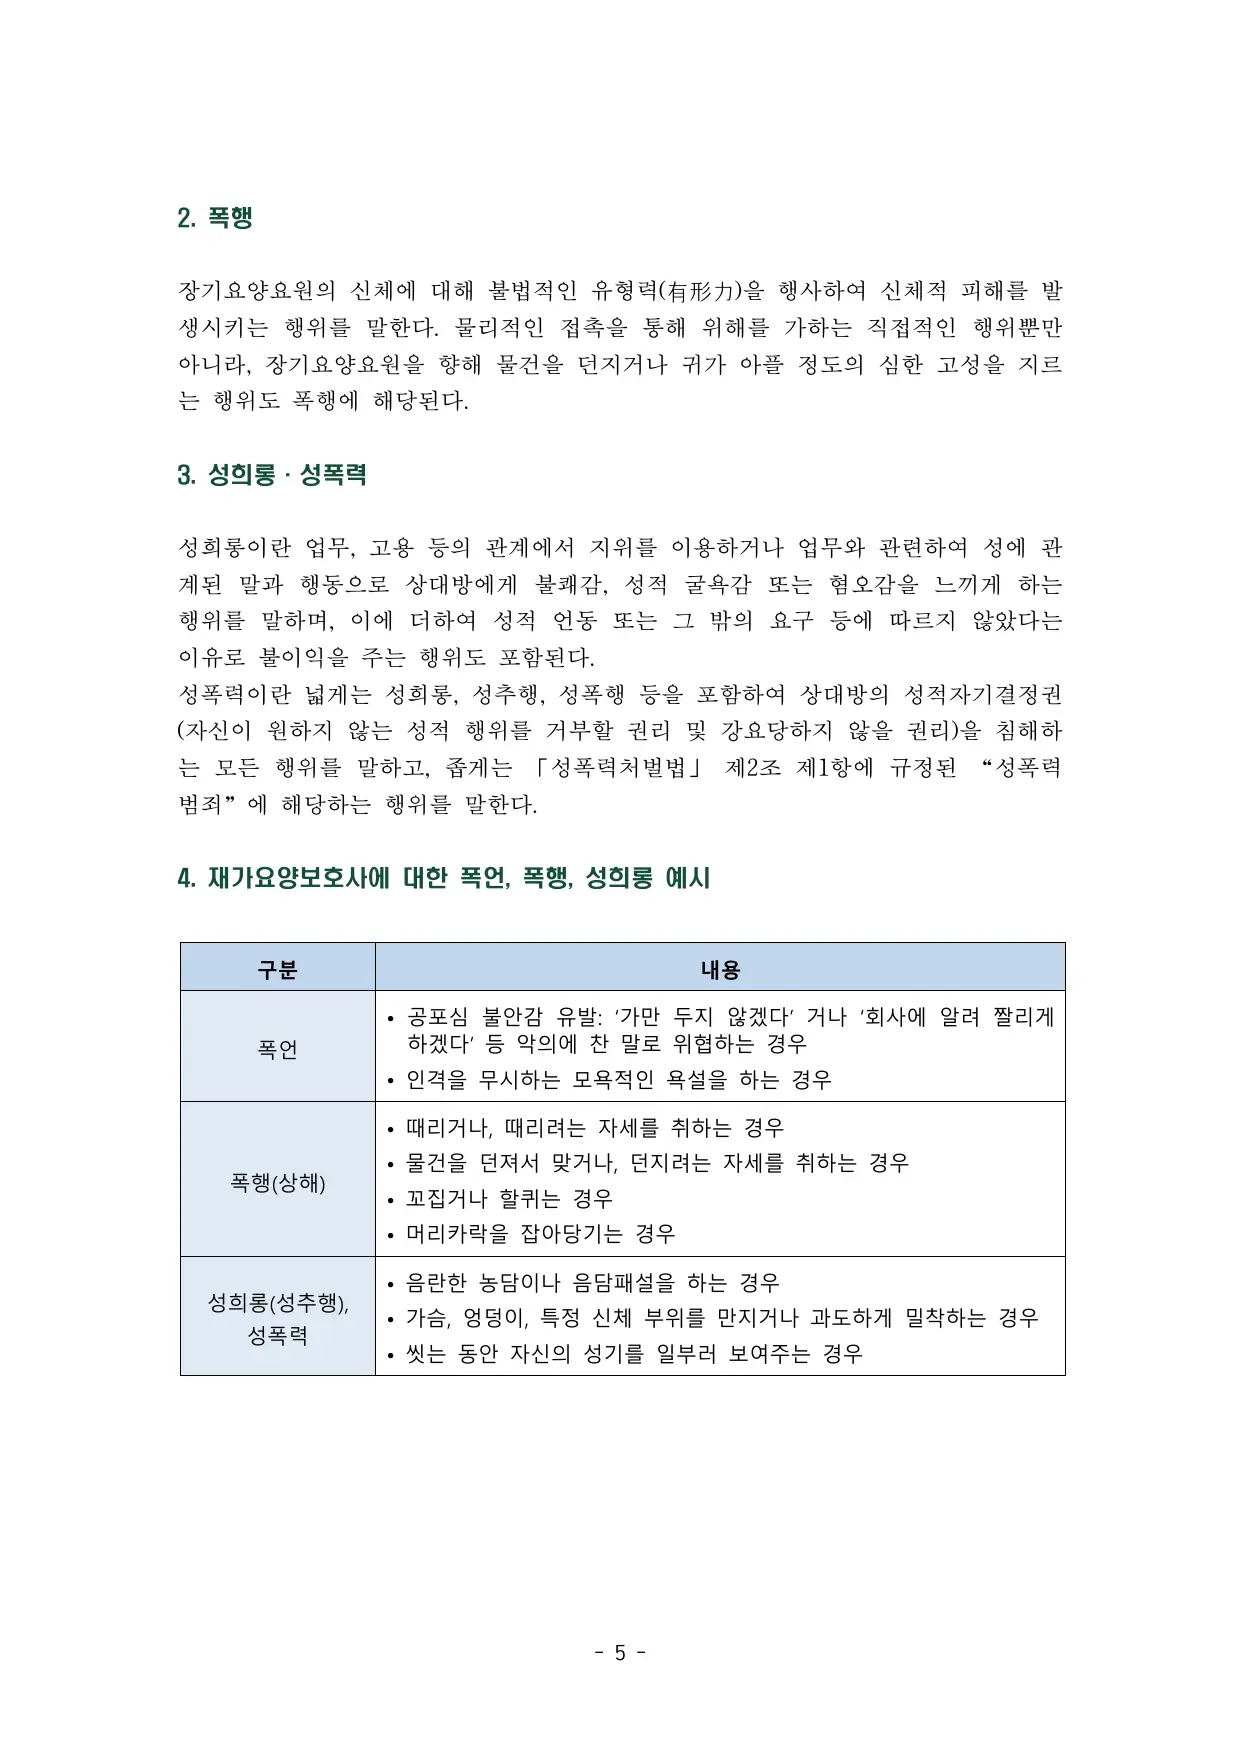 2. 폭행
장기요양요원의 신체에 대해 불법적인 유형력(有形力)을 행사하여 신체적 피해를 발
생시키는 행위를 말한다. 물리적인 접촉을 통해 위해를 가하는 직접적인 행위뿐만
아니라, 장기요양요원을 향해 물건을 던지거나 귀가 아플 정도의 심한 고성을 지르
는 행위도 폭행에 해당된다.
3. 성희롱·성폭력
성희롱이란 업무, 고용 등의 관계에서 지위를 이용하거나 업무와 관련하여 성에 관
계된 말과 행동으로 상대방에게 불쾌감, 성적 굴욕감 또는 혐오감을 느끼게 하는
행위를 말하며, 이에 더하여 성적 언동 또는 그 밖의 요구 등에 따르지 않았다는
이유로 불이익을 주는 행위도 포함된다.
성폭력이란 넓게는 성희롱, 성추행, 성폭행 등을 포함하여 상대방의 성적자기결정권
(자신이 원하지 않는 성적 행위를 거부할 권리 및 강요당하지 않을 권리)을 침해하
는 모든 행위를 말하고, 좁게는 「성폭력처벌법」 제2조 제1항에 규정된 “성폭력
범죄”에 해당하는 행위를 말한다.
4. 재가요양보호사에 대한 폭언, 폭행, 성희롱 예시
구분 내용
폭언
• 공포심 불안감 유발: ‘가만 두지 않겠다’ 거나 ‘회사에 알려 짤리게
하겠다’ 등 악의에 찬 말로 위협하는 경우
• 인격을 무시하는 모욕적인 욕설을 하는 경우
폭행(상해)
• 때리거나, 때리려는 자세를 취하는 경우
• 물건을 던져서 맞거나, 던지려는 자세를 취하는 경우
• 꼬집거나 할퀴는 경우
• 머리카락을 잡아당기는 경우
성희롱(성추행),
성폭력
• 음란한 농담이나 음담패설을 하는 경우
• 가슴, 엉덩이, 특정 신체 부위를 만지거나 과도하게 밀착하는 경우
• 씻는 동안 자신의 성기를 일부러 보여주는 경우
- 5 -